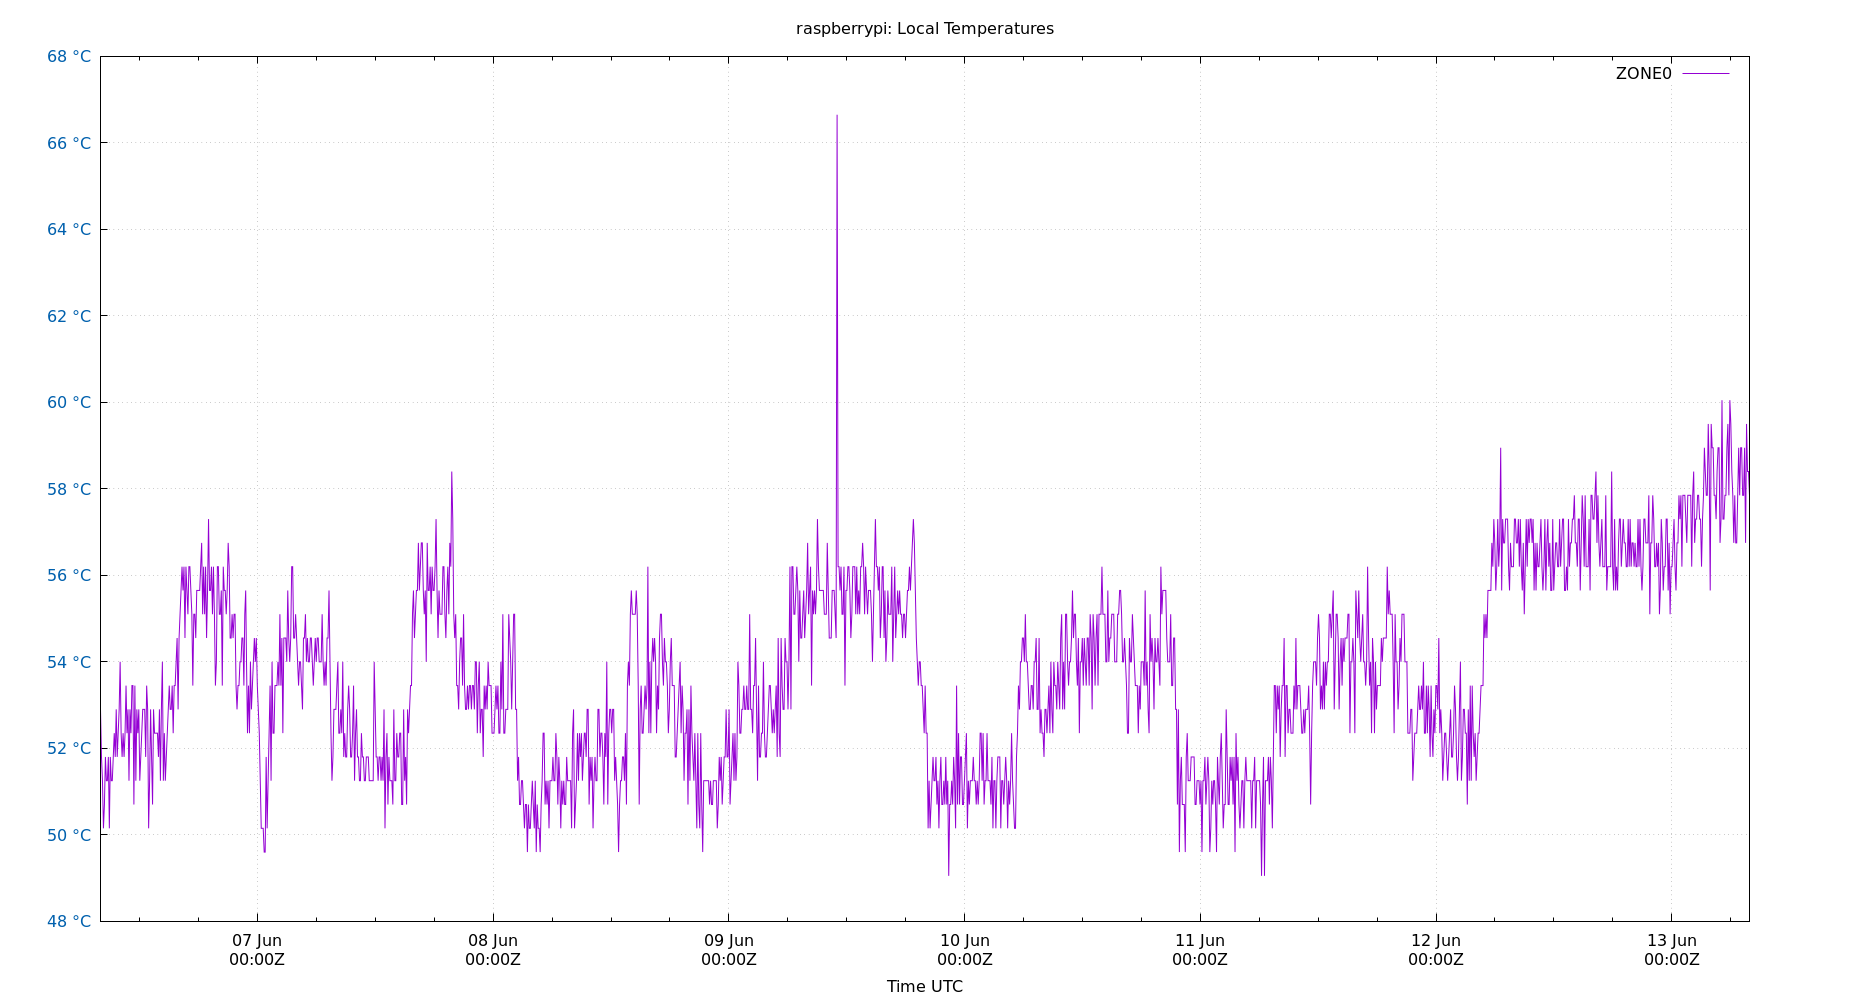 raspberrypi: Local Temperatures
68 °C
ZONE0
66 °C
64 °C
62 °C
60 °C
58 °C
56 °C
54 °C
52 °C
50 °C
48 °C
07 Jun 08 Jun 09 Jun 10 Jun 11 Jun 12 Jun 13 Jun
00:00Z 00:00Z 00:00Z 00:00Z 00:00Z 00:00Z 00:00Z
Time UTC